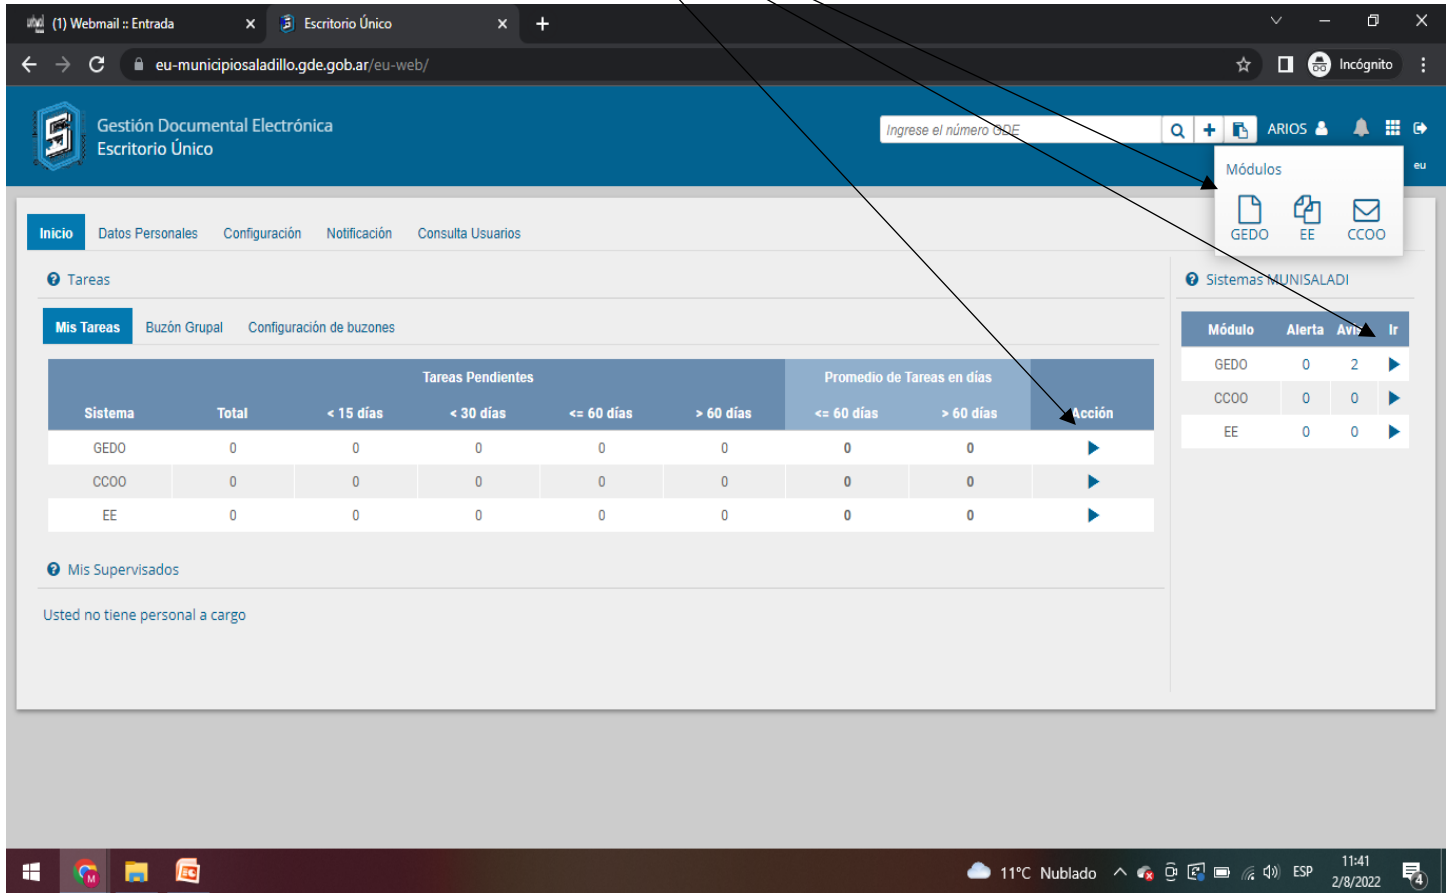 (1) Webmail :: Entrada
Escritorio Único
eu-municipiosaladillo.gde.gob.ar/eu-web/
Incógnito
Gestión Documental Electrónica
Escritorio Único
Ingrese el número GDE
ARIOS
eu
Módulos
GEDO EE CCOO
Inicio Datos Personales Configuración Notificación Consulta Usuarios
Tareas
Mis Tareas Buzón Grupal Configuración de buzones
Tareas Pendientes Promedio de Tareas en días
Sistema Total < 15 días < 30 días <= 60 días > 60 días <= 60 días > 60 días Acción
GEDO 0 0 0 0 0 0 0
CCOO 0 0 0 0 0 0 0
EE 0 0 0 0 0 0 0
Mis Supervisados
Usted no tiene personal a cargo
Sistemas MUNISALADI
Módulo Alerta Aviso Ir
GEDO 0 2
CCOO 0 0
EE 0 0
11°C Nublado
ESP
11:41
2/8/2022
4